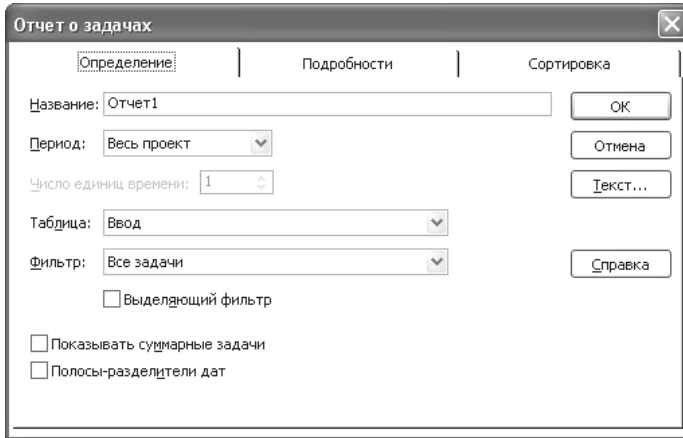 Отчет о задачах
Определение Подробности Сортировка
Название: Отчет1 ОК
Период: Весь проект Отмена
Число единиц времени: 1 Текст...
Таблица: Ввод
Фильтр: Все задачи Справка
Выделяющий фильтр
Показывать суммарные задачи
Полосы-разделители дат